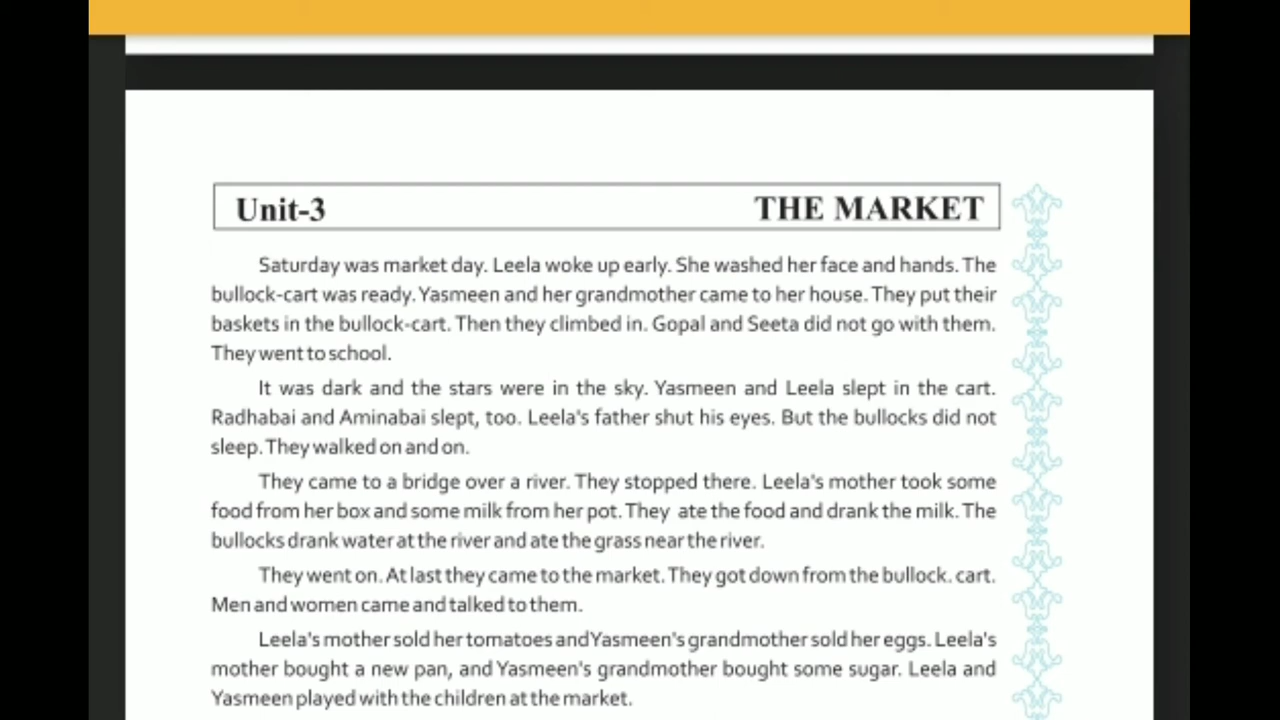 Unit-3 THE MARKET
Saturday was market day. Leela woke up early. She washed her face and hands. The
bullock-cart was ready. Yasmeen and her grandmother came to her house. They put their
baskets in the bullock-cart. Then they climbed in. Gopal and Seeta did not go with them.
They went to school.
It was dark and the stars were in the sky. Yasmeen and Leela slept in the cart.
Radhabai and Aminabai slept, too. Leela's father shut his eyes. But the bullocks did not
sleep. They walked on and on.
They came to a bridge over a river. They stopped there. Leela's mother took some
food from her box and some milk from her pot. They ate the food and drank the milk. The
bullocks drank water at the river and ate the grass near the river.
They went on. At last they came to the market. They got down from the bullock. cart.
Men and women came and talked to them.
Leela's mother sold her tomatoes and Yasmeen's grandmother sold her eggs. Leela's
mother bought a new pan, and Yasmeen's grandmother bought some sugar. Leela and
Yasmeen played with the children at the market.